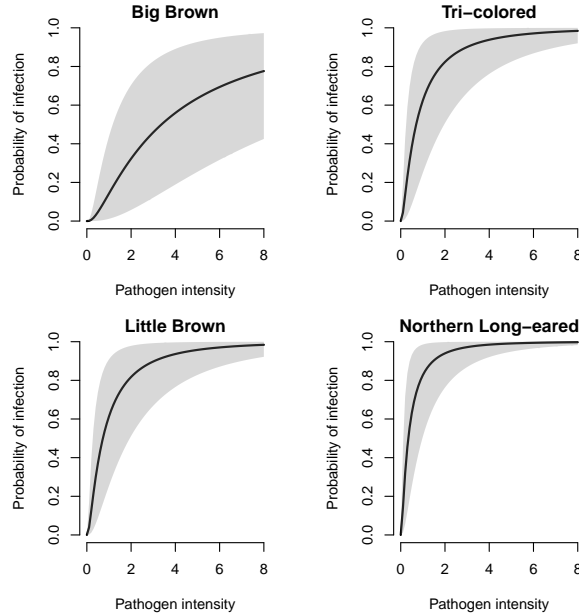 Big Brown
Probability of infection
0.0 0.2 0.4 0.6 0.8 1.0
0 2 4 6 8
Pathogen intensity
Tri−colored
Probability of infection
0.0 0.2 0.4 0.6 0.8 1.0
0 2 4 6 8
Pathogen intensity
Little Brown
Probability of infection
0.0 0.2 0.4 0.6 0.8 1.0
0 2 4 6 8
Pathogen intensity
Northern Long−eared
Probability of infection
0.0 0.2 0.4 0.6 0.8 1.0
0 2 4 6 8
Pathogen intensity